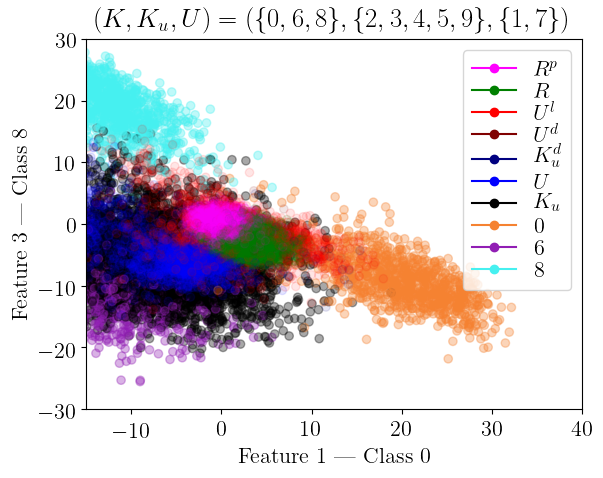 (K, K_u, U) = ({0, 6, 8}, {2, 3, 4, 5, 9}, {1, 7})
30
20
10
0
−10
−20
−30
Feature 3 — Class 8
R^p
R
U^l
U^d
K_u^d
U
K_u
0
6
8
−10
0
10
20
30
40
Feature 1 — Class 0